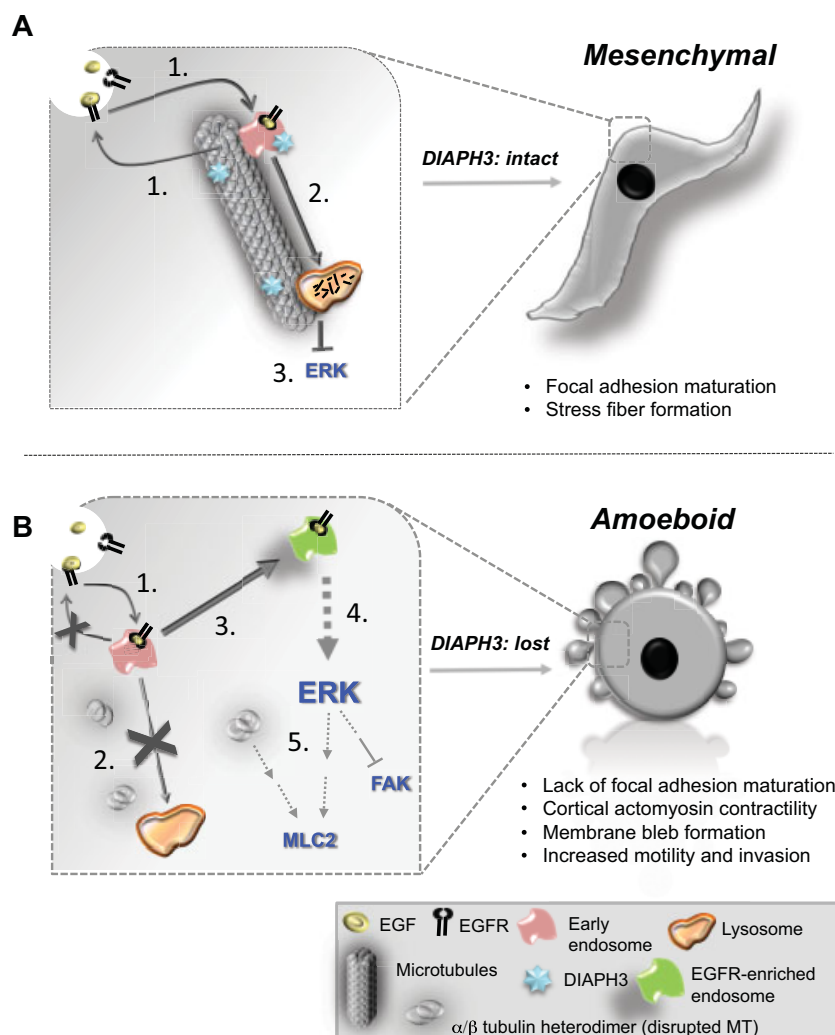 A
Mesenchymal
1.
1.
2.
3. ERK
DIAPH3: intact
• Focal adhesion maturation
• Stress fiber formation
B
Amoeboid
1.
2.
3.
4.
ERK
5.
FAK
MLC2
DIAPH3: lost
• Lack of focal adhesion maturation
• Cortical actomyosin contractility
• Membrane bleb formation
• Increased motility and invasion
EGF
EGFR
Early
endosome
Lysosome
Microtubules
DIAPH3
EGFR-enriched
endosome
α/β tubulin heterodimer (disrupted MT)